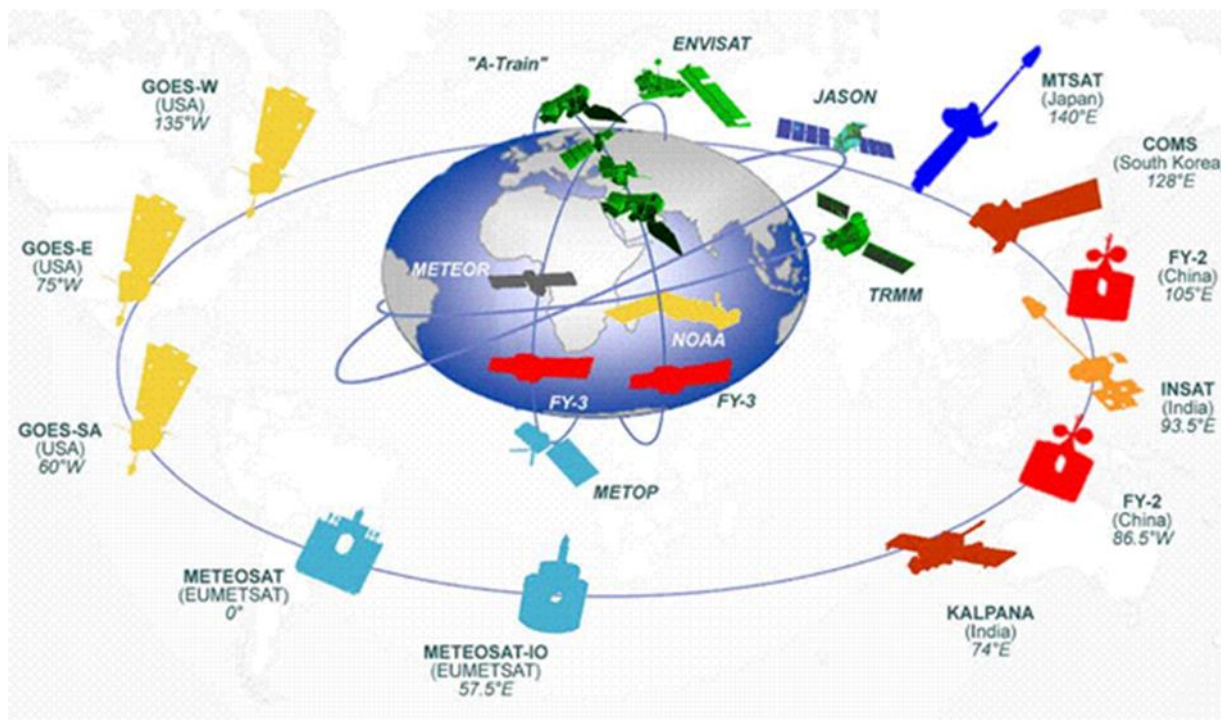 GOES-W
(USA)
135°W
"A-Train"
ENVISAT
JASON
MTSAT
(Japan)
140°E
COMS
(South Korea
128°E
GOES-E
(USA)
75°W
METEOR
TRMM
FY-2
(China)
105°E
NOAA
GOES-SA
(USA)
60°W
FY-3
FY-3
INSAT
(India)
93.5°E
METOP
FY-2
(China)
86.5°W
METEOSAT
(EUMETSAT)
0°
METEOSAT-IO
(EUMETSAT)
57.5°E
KALPANA
(India)
74°E